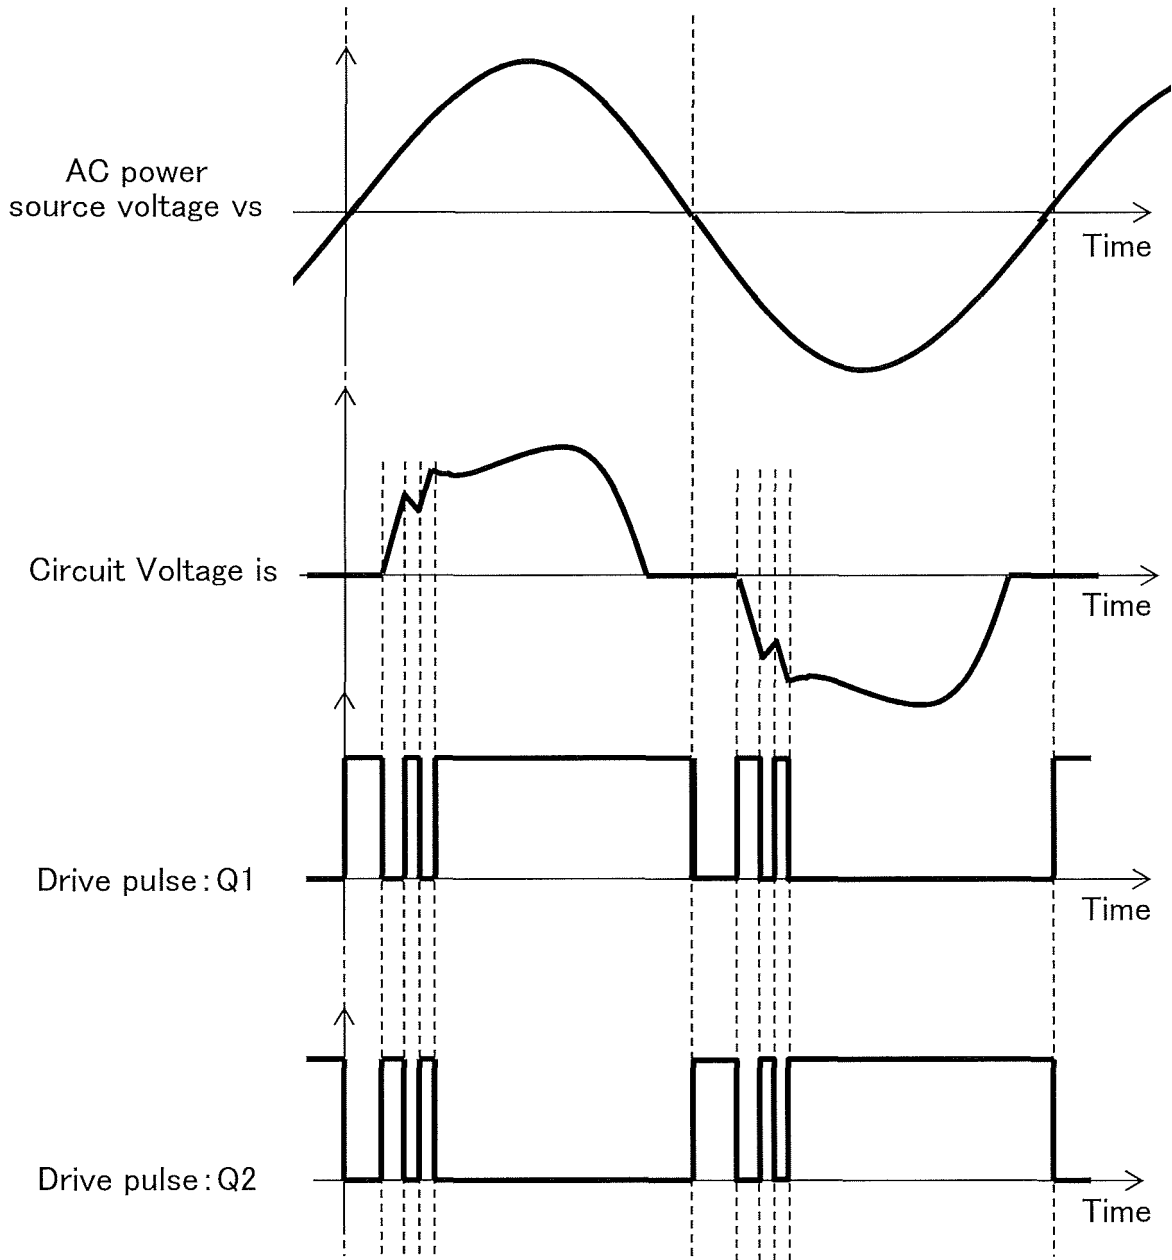 AC power
source voltage vs
Time
Circuit Voltage is
Time
Drive pulse:Q1
Time
Drive pulse:Q2
Time